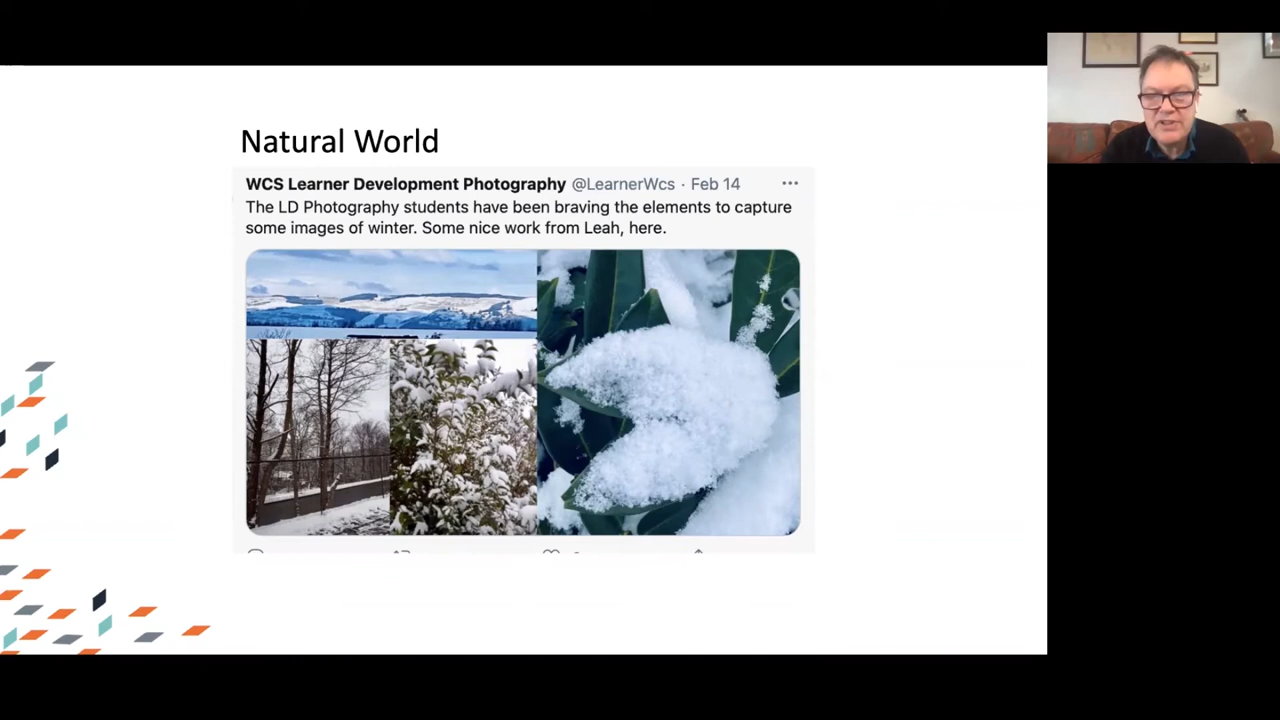 Natural World
WCS Learner Development Photography @LearnerWcs · Feb 14
The LD Photography students have been braving the elements to capture
some images of winter. Some nice work from Leah, here.